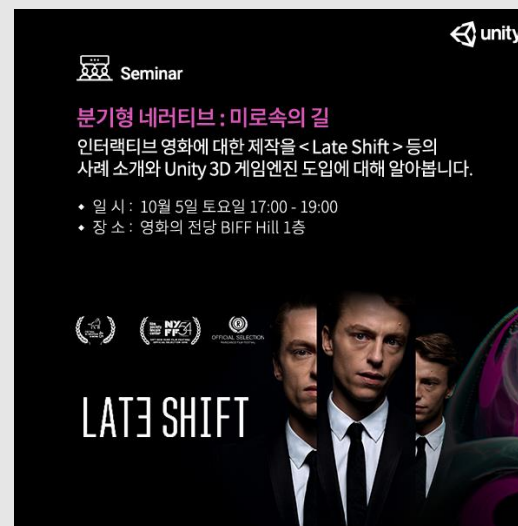 unity
Seminar
분기형 네러티브 : 미로속의 길
인터랙티브 영화에 대한 제작을 < Late Shift > 등의
사례 소개와 Unity 3D 게임엔진 도입에 대해 알아봅니다.
◆ 일 시 : 10월 5일 토요일 17:00 - 19:00
◆ 장 소 : 영화의 전당 BIFF Hill 1층
OFFICIAL SELECTION
LATE SHIFT